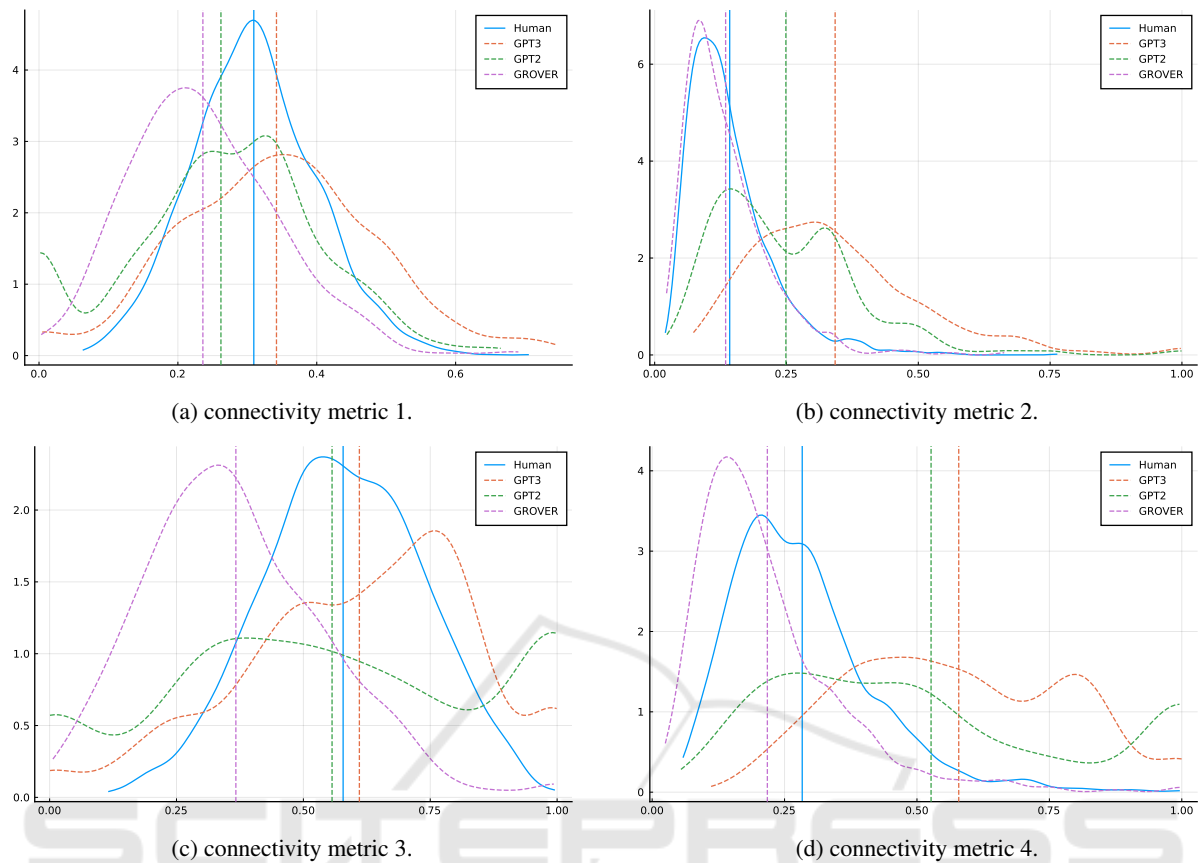 Human
GPT3
GPT2
GROVER
4
3
2
1
0
0.0 0.2 0.4 0.6
(a) connectivity metric 1.
Human
GPT3
GPT2
GROVER
6
4
2
0
0.00 0.25 0.50 0.75 1.00
(b) connectivity metric 2.
Human
GPT3
GPT2
GROVER
2.0
1.5
1.0
0.5
0.0
0.00 0.25 0.50 0.75 1.00
(c) connectivity metric 3.
Human
GPT3
GPT2
GROVER
4
3
2
1
0
0.00 0.25 0.50 0.75 1.00
(d) connectivity metric 4.
SCITEPRESS